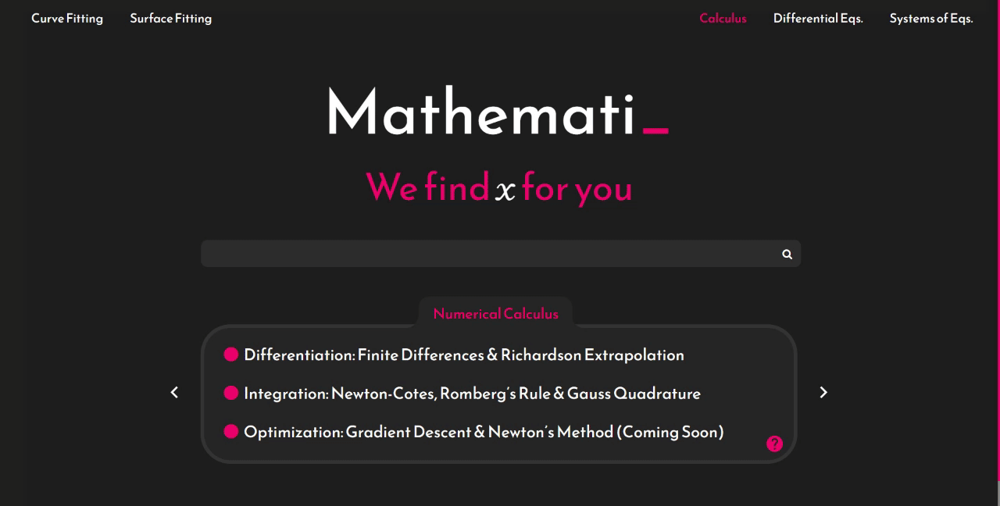 Curve Fitting
Surface Fitting
Calculus
Differential Eqs.
Systems of Eqs.
Mathemati_
We find x for you
Numerical Calculus
Differentiation: Finite Differences & Richardson Extrapolation
Integration: Newton-Cotes, Romberg's Rule & Gauss Quadrature
Optimization: Gradient Descent & Newton's Method (Coming Soon)
?